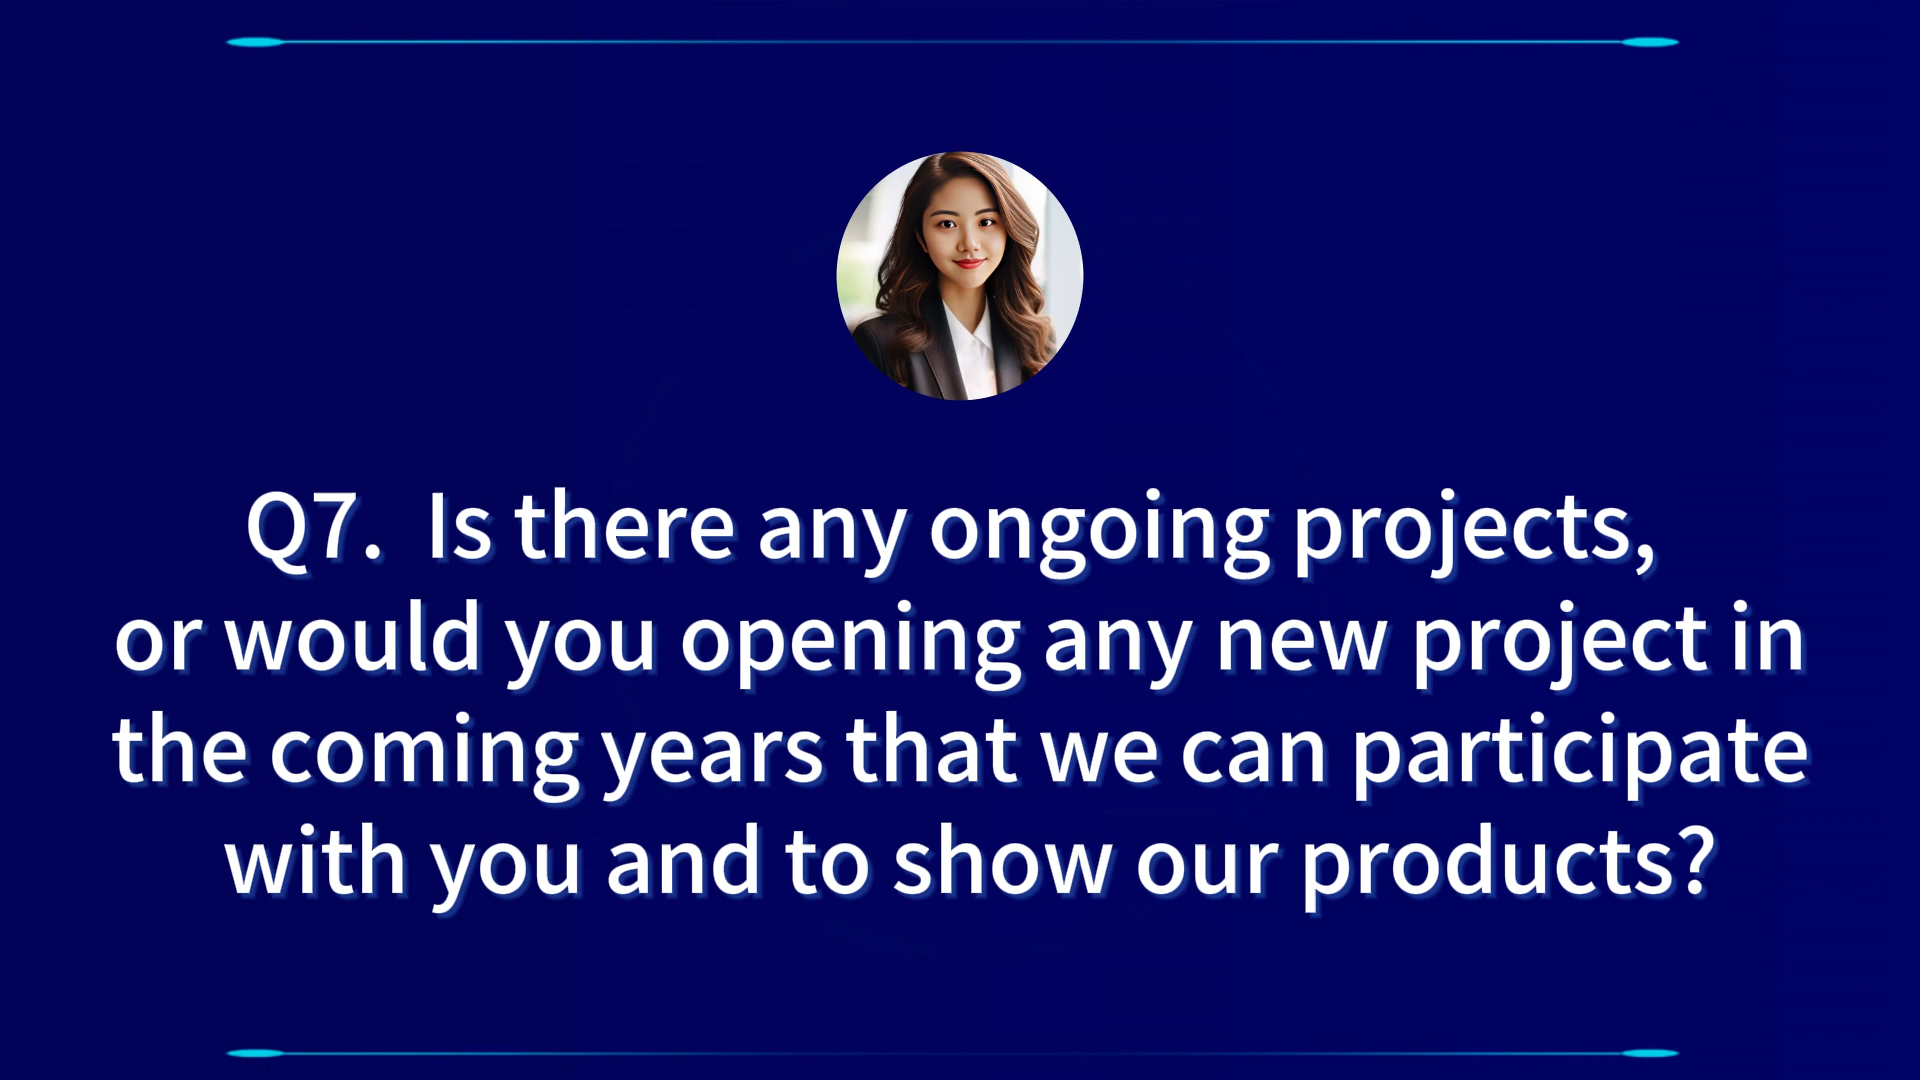 Q7.  Is there any ongoing projects,
or would you opening any new project in
the coming years that we can participate
with you and to show our products?